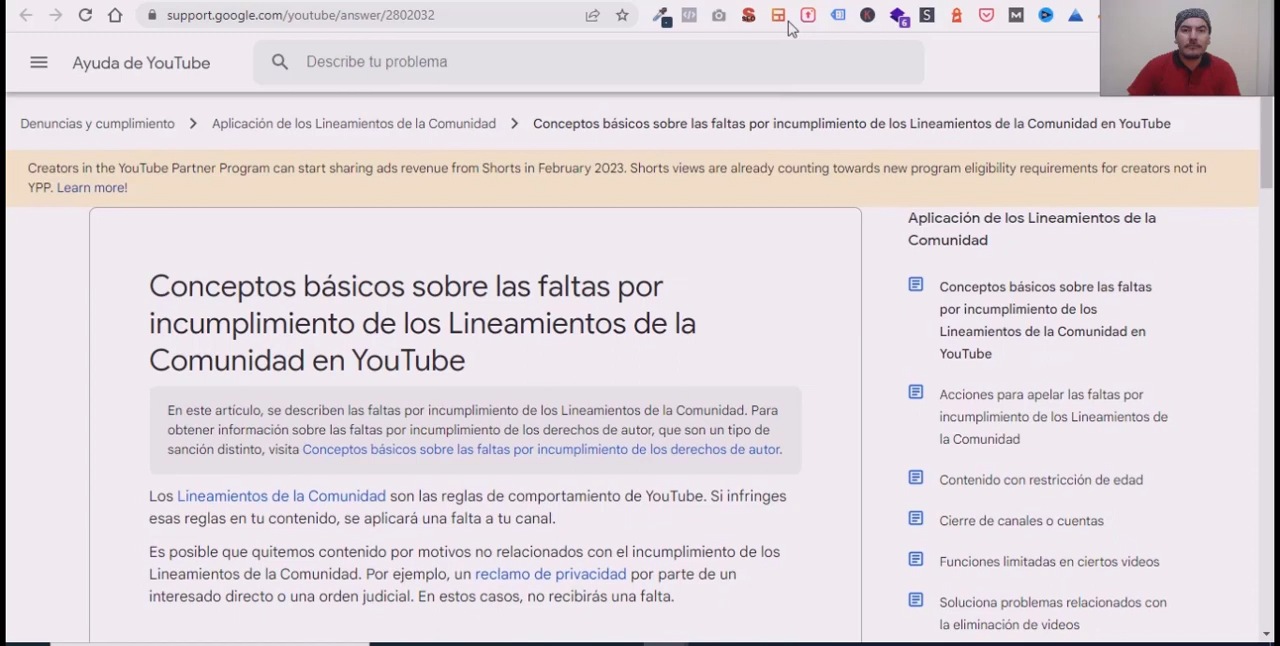 support.google.com/youtube/answer/2802032
6
S
K
M
Ayuda de YouTube
Describe tu problema
Denuncias y cumplimiento > Aplicación de los Lineamientos de la Comunidad > Conceptos básicos sobre las faltas por incumplimiento de los Lineamientos de la Comunidad en YouTube
Creators in the YouTube Partner Program can start sharing ads revenue from Shorts in February 2023. Shorts views are already counting towards new program eligibility requirements for creators not in
YPP. Learn more!
Conceptos básicos sobre las faltas por
incumplimiento de los Lineamientos de la
Comunidad en YouTube
En este artículo, se describen las faltas por incumplimiento de los Lineamientos de la Comunidad. Para
obtener información sobre las faltas por incumplimiento de los derechos de autor, que son un tipo de
sanción distinto, visita Conceptos básicos sobre las faltas por incumplimiento de los derechos de autor.
Los Lineamientos de la Comunidad son las reglas de comportamiento de YouTube. Si infringes
esas reglas en tu contenido, se aplicará una falta a tu canal.
Es posible que quitemos contenido por motivos no relacionados con el incumplimiento de los
Lineamientos de la Comunidad. Por ejemplo, un reclamo de privacidad por parte de un
interesado directo o una orden judicial. En estos casos, no recibirás una falta.
Aplicación de los Lineamientos de la
Comunidad
Conceptos básicos sobre las faltas
por incumplimiento de los
Lineamientos de la Comunidad en
YouTube
Acciones para apelar las faltas por
incumplimiento de los Lineamientos de
la Comunidad
Contenido con restricción de edad
Cierre de canales o cuentas
Funciones limitadas en ciertos videos
Soluciona problemas relacionados con
la eliminación de videos